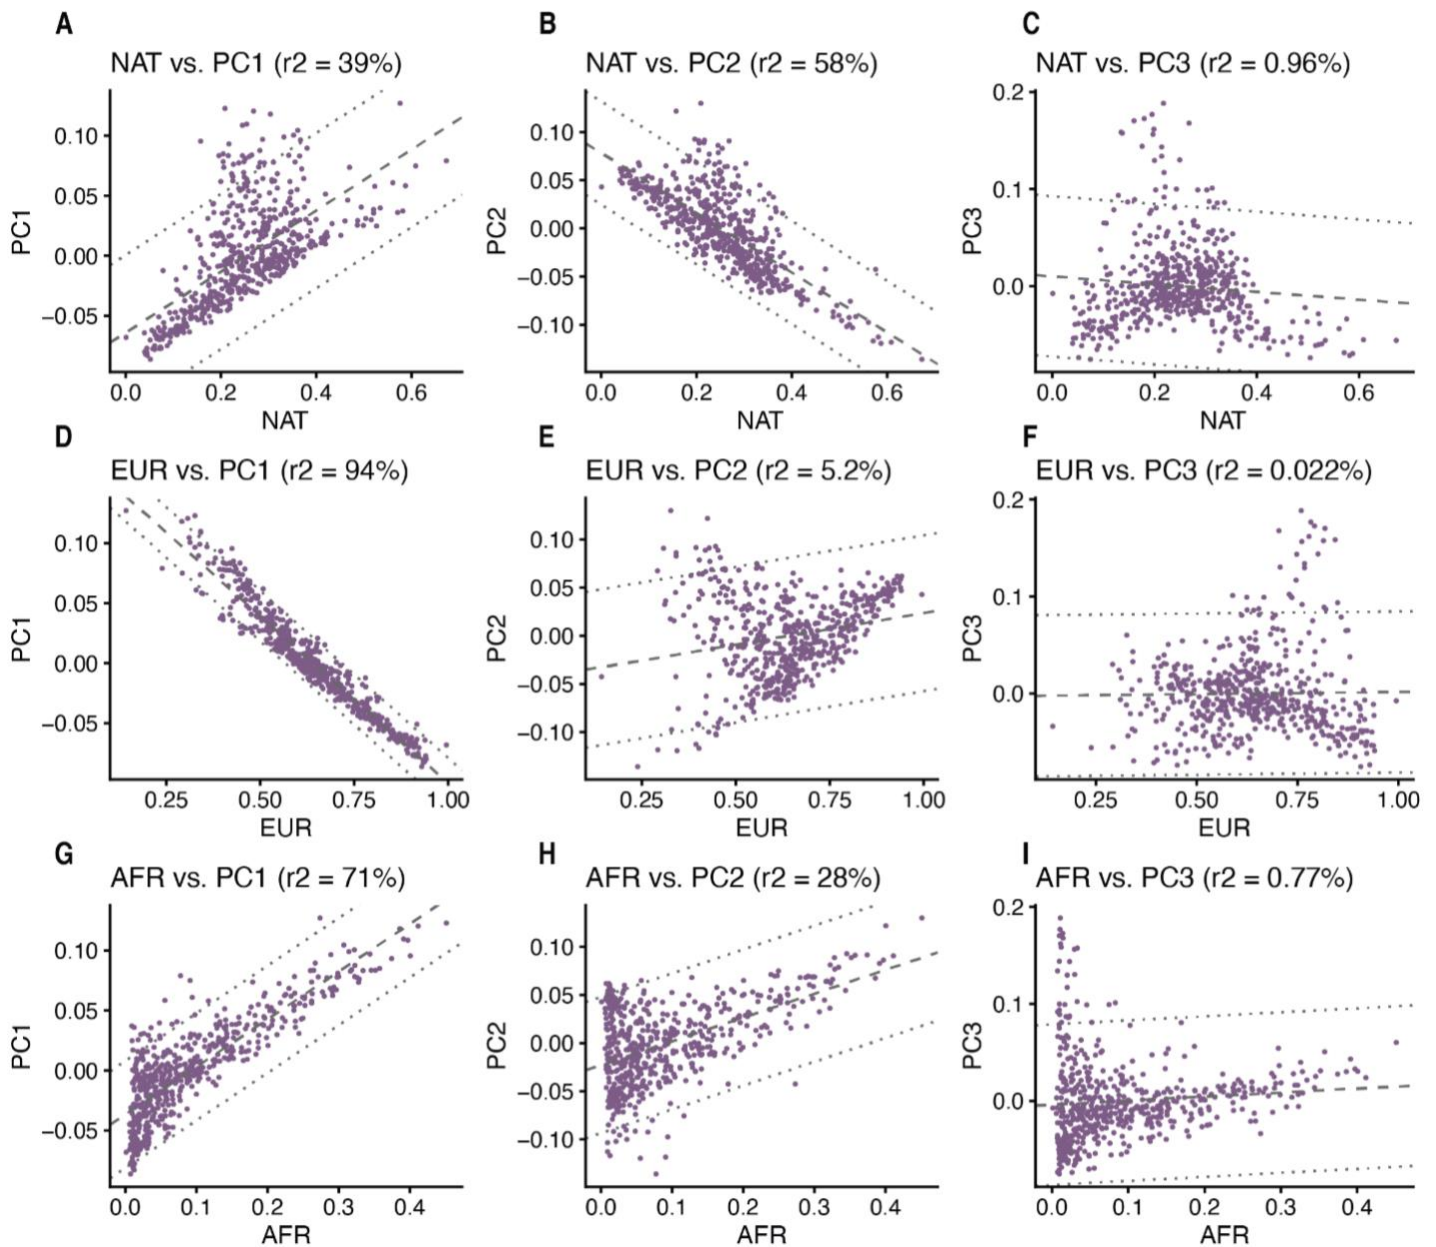 A
B
C
NAT vs. PC1 (r2 = 39%)
NAT vs. PC2 (r2 = 58%)
NAT vs. PC3 (r2 = 0.96%)
PC1
0.10
0.05
0.00
−0.05
0.0 0.2 0.4 0.6
NAT
PC2
0.10
0.05
0.00
−0.05
−0.10
0.0 0.2 0.4 0.6
NAT
PC3
0.2
0.1
0.0
0.0 0.2 0.4 0.6
NAT
D
E
F
EUR vs. PC1 (r2 = 94%)
EUR vs. PC2 (r2 = 5.2%)
EUR vs. PC3 (r2 = 0.022%)
PC1
0.10
0.05
0.00
−0.05
0.25 0.50 0.75 1.00
EUR
PC2
0.10
0.05
0.00
−0.05
−0.10
0.25 0.50 0.75 1.00
EUR
PC3
0.2
0.1
0.0
0.25 0.50 0.75 1.00
EUR
G
H
I
AFR vs. PC1 (r2 = 71%)
AFR vs. PC2 (r2 = 28%)
AFR vs. PC3 (r2 = 0.77%)
PC1
0.10
0.05
0.00
−0.05
0.0 0.1 0.2 0.3 0.4
AFR
PC2
0.10
0.05
0.00
−0.05
−0.10
0.0 0.1 0.2 0.3 0.4
AFR
PC3
0.2
0.1
0.0
0.0 0.1 0.2 0.3 0.4
AFR